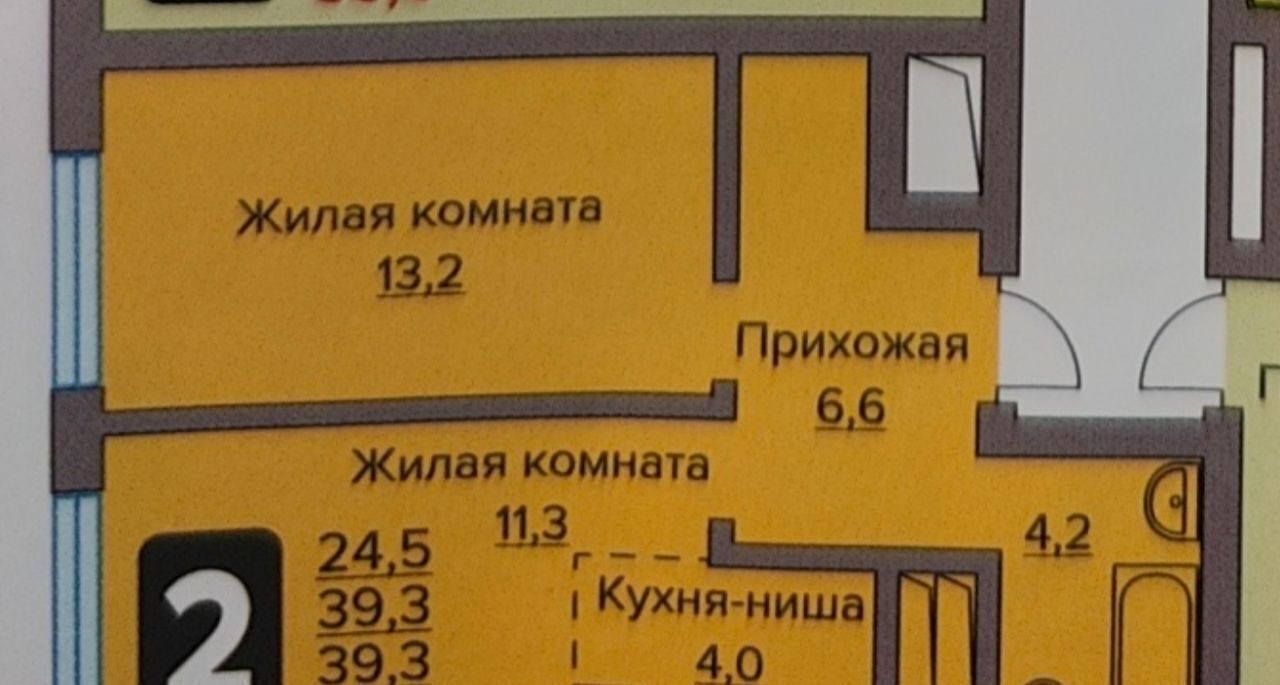 Жилая комната
13,2
Прихожая
6,6
Жилая комната
11,3
4,2
2
24,5
39,3
39,3
Кухня-ниша
4,0